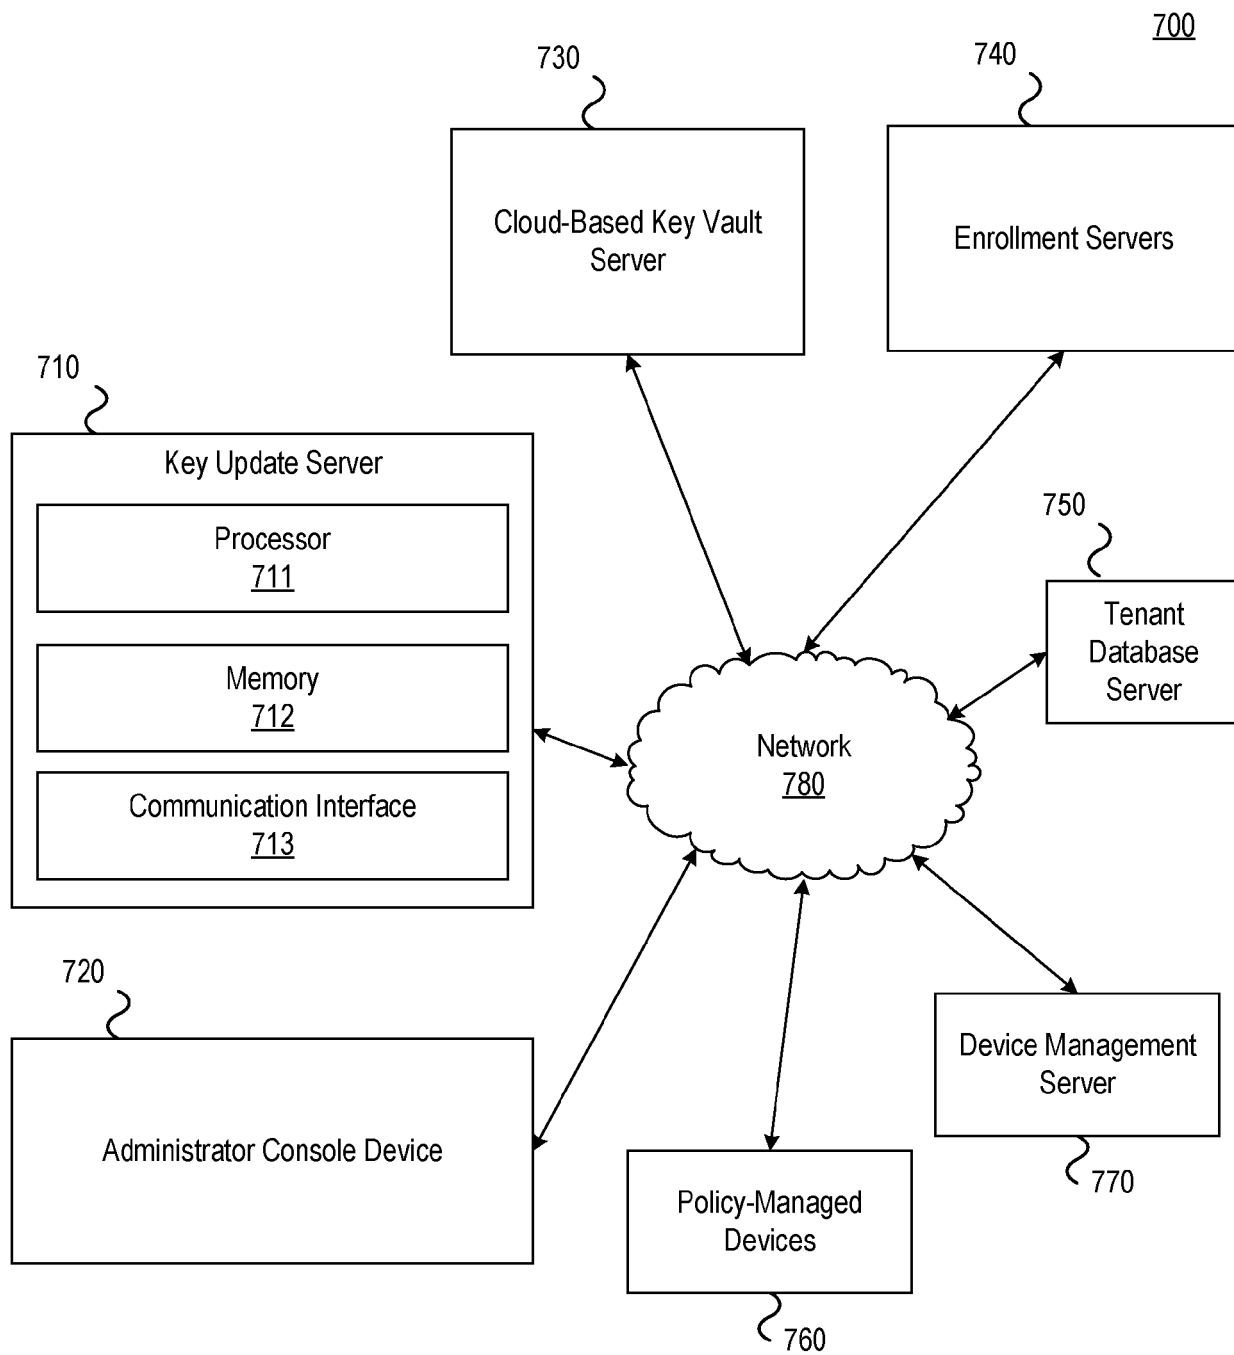 700
730
740
Cloud-Based Key Vault
Server
Enrollment Servers
710
Key Update Server
Processor
711
Memory
712
Communication Interface
713
750
Tenant
Database
Server
Network
780
720
Administrator Console Device
Device Management
Server
770
Policy-Managed
Devices
760